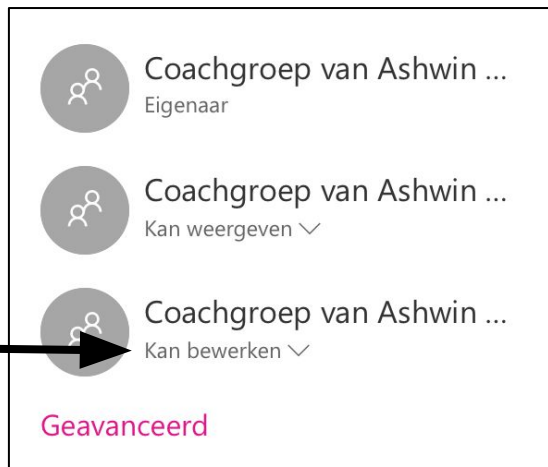 Coachgroep van Ashwin ...
Eigenaar
Coachgroep van Ashwin ...
Kan weergeven
Coachgroep van Ashwin ...
Kan bewerken
Geavanceerd